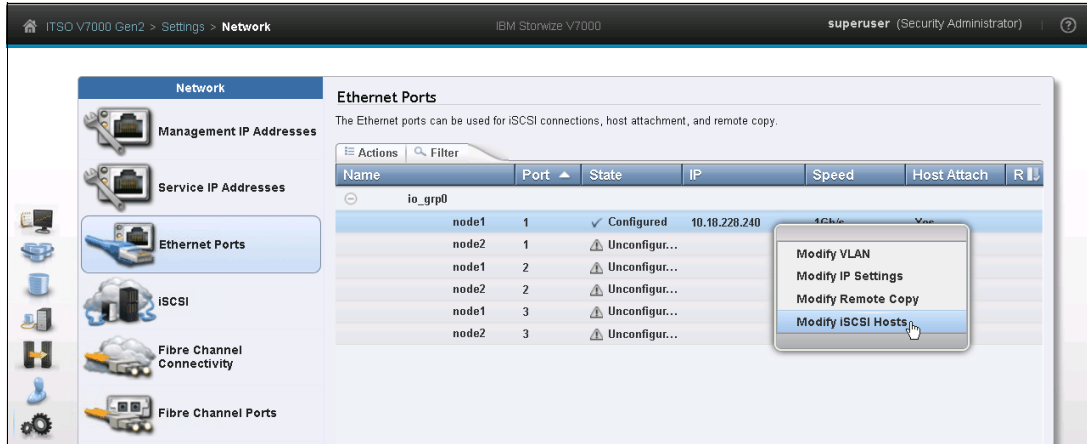 ITSO V7000 Gen2 > Settings > Network
IBM Storwize V7000
superuser (Security Administrator)
Network
Management IP Addresses
Service IP Addresses
Ethernet Ports
iSCSI
Fibre Channel
Connectivity
Fibre Channel Ports
Ethernet Ports
The Ethernet ports can be used for iSCSI connections, host attachment, and remote copy.
Actions Filter
Name Port State IP Speed Host Attach R
io_grp0
node1 1 Configured 10.18.228.240 1Gb/s Yes
node2 1 Unconfigur...
node1 2 Unconfigur...
node2 2 Unconfigur...
node1 3 Unconfigur...
node2 3 Unconfigur...
Modify VLAN
Modify IP Settings
Modify Remote Copy
Modify iSCSI Hosts